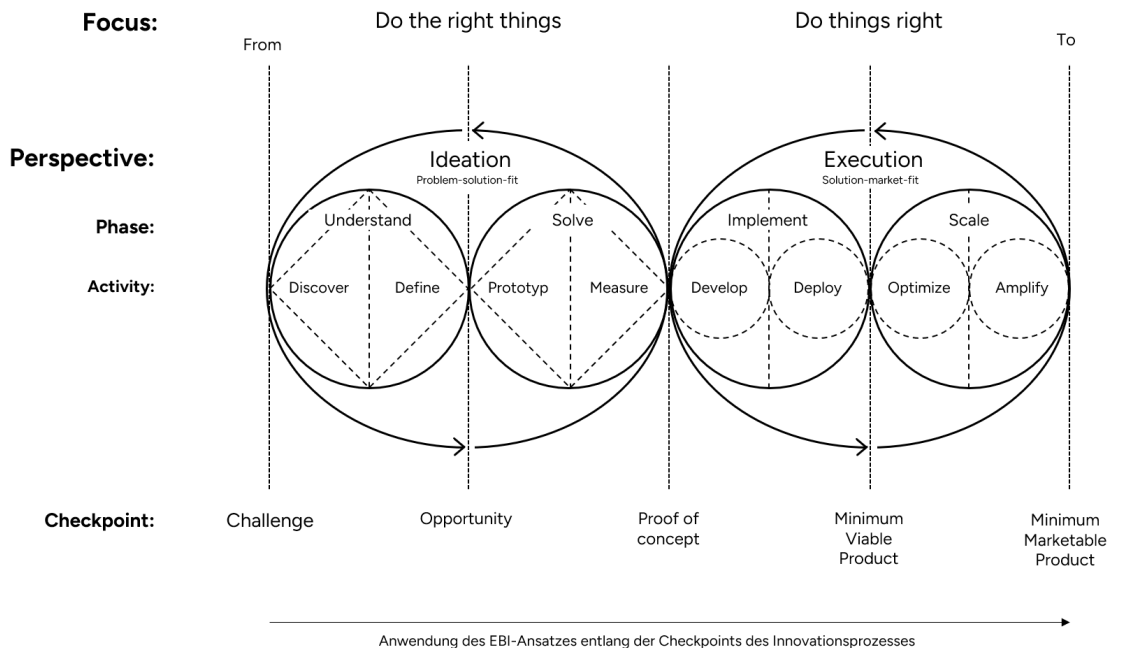 Focus:
Do the right things
Do things right
From
To
Perspective:
Ideation
Problem-solution-fit
Execution
Solution-market-fit
Phase:
Understand
Solve
Implement
Scale
Activity:
Discover
Define
Prototyp
Measure
Develop
Deploy
Optimize
Amplify
Checkpoint:
Challenge
Opportunity
Proof of
concept
Minimum
Viable
Product
Minimum
Marketable
Product
Anwendung des EBI-Ansatzes entlang der Checkpoints des Innovationsprozesses